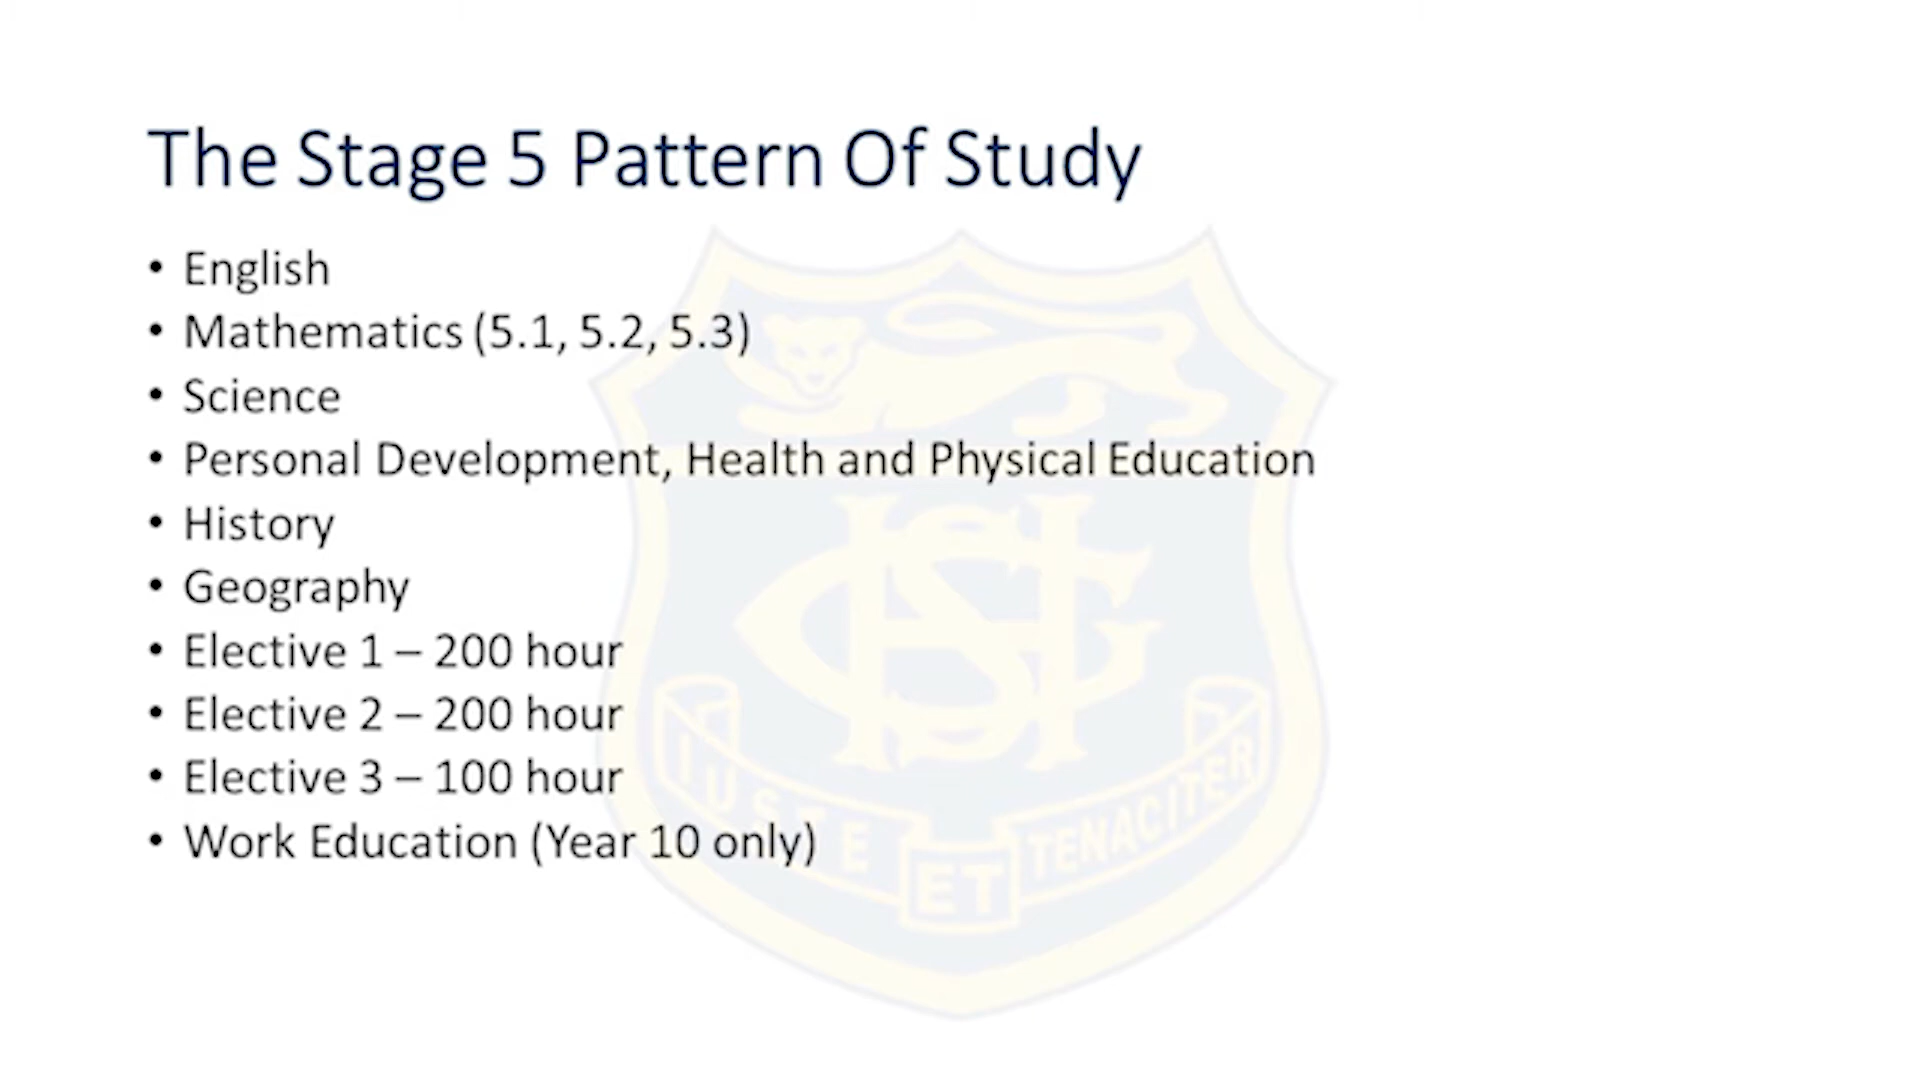 The Stage 5 Pattern Of Study
• English
• Mathematics (5.1, 5.2, 5.3)
• Science
• Personal Development, Health and Physical Education
• History
• Geography
• Elective 1 – 200 hour
• Elective 2 – 200 hour
• Elective 3 – 100 hour
• Work Education (Year 10 only)
IUSTE ET TENACITER